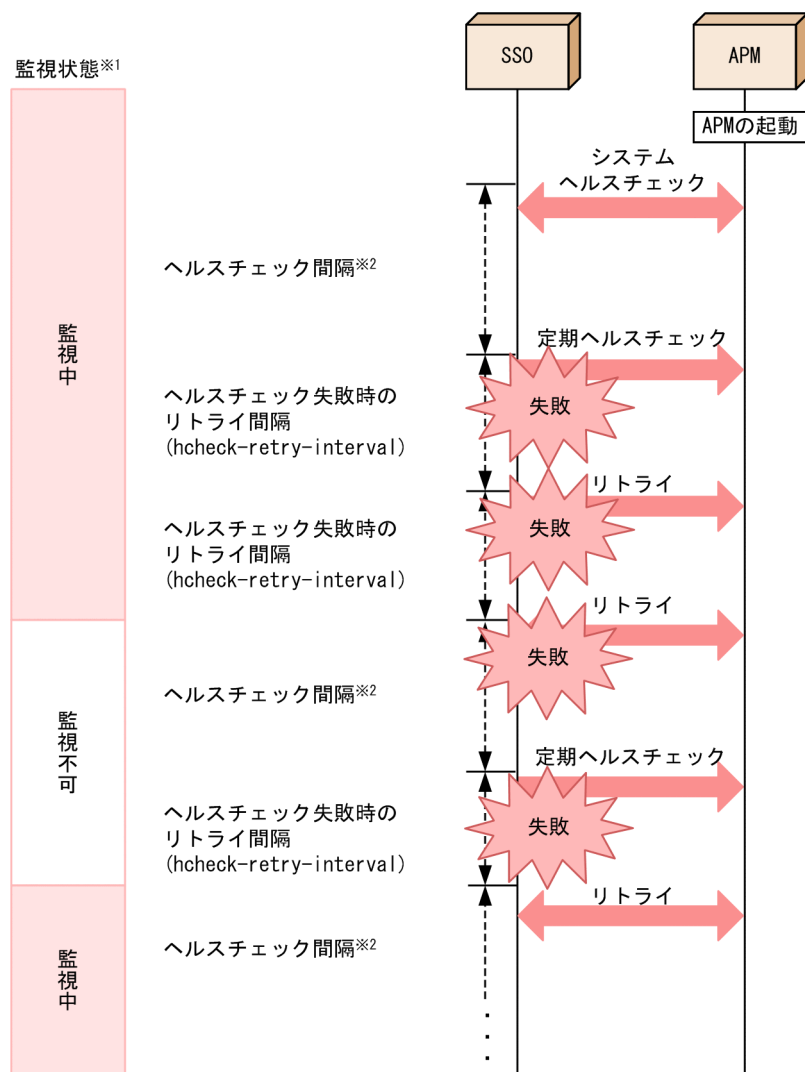 SSO
APM
監視状態※1
APMの起動
システム
ヘルスチェック
ヘルスチェック間隔※2
監視中
定期ヘルスチェック
ヘルスチェック失敗時の
リトライ間隔
(hcheck-retry-interval)
失敗
リトライ
ヘルスチェック失敗時の
リトライ間隔
(hcheck-retry-interval)
失敗
リトライ
失敗
ヘルスチェック間隔※2
監視不可
定期ヘルスチェック
ヘルスチェック失敗時の
リトライ間隔
(hcheck-retry-interval)
失敗
リトライ
ヘルスチェック間隔※2
監視中